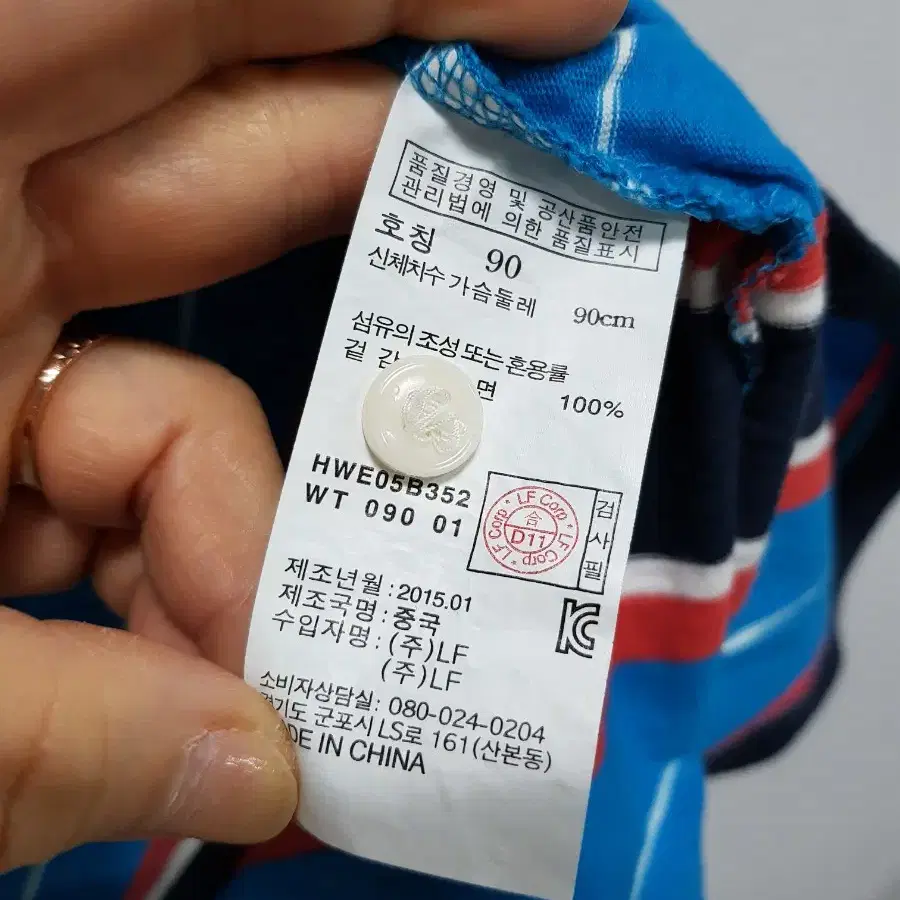 품질경영 및 공산품안전
관리법에 의한 품질표시
호칭 90
신체치수 가슴둘레 90cm
섬유의 조성 또는 혼용률
겉 감 면 100%
HWE05B352
WT 090 01
LF Corp
合
D11
LF Corp
LF Corp
검사필
제조년월 : 2015.01
제조국명 : 중국
수입자명 : (주)LF
(주)LF
소비자상담실: 080-024-0204
경기도 군포시 LS로 161(산본동)
MADE IN CHINA